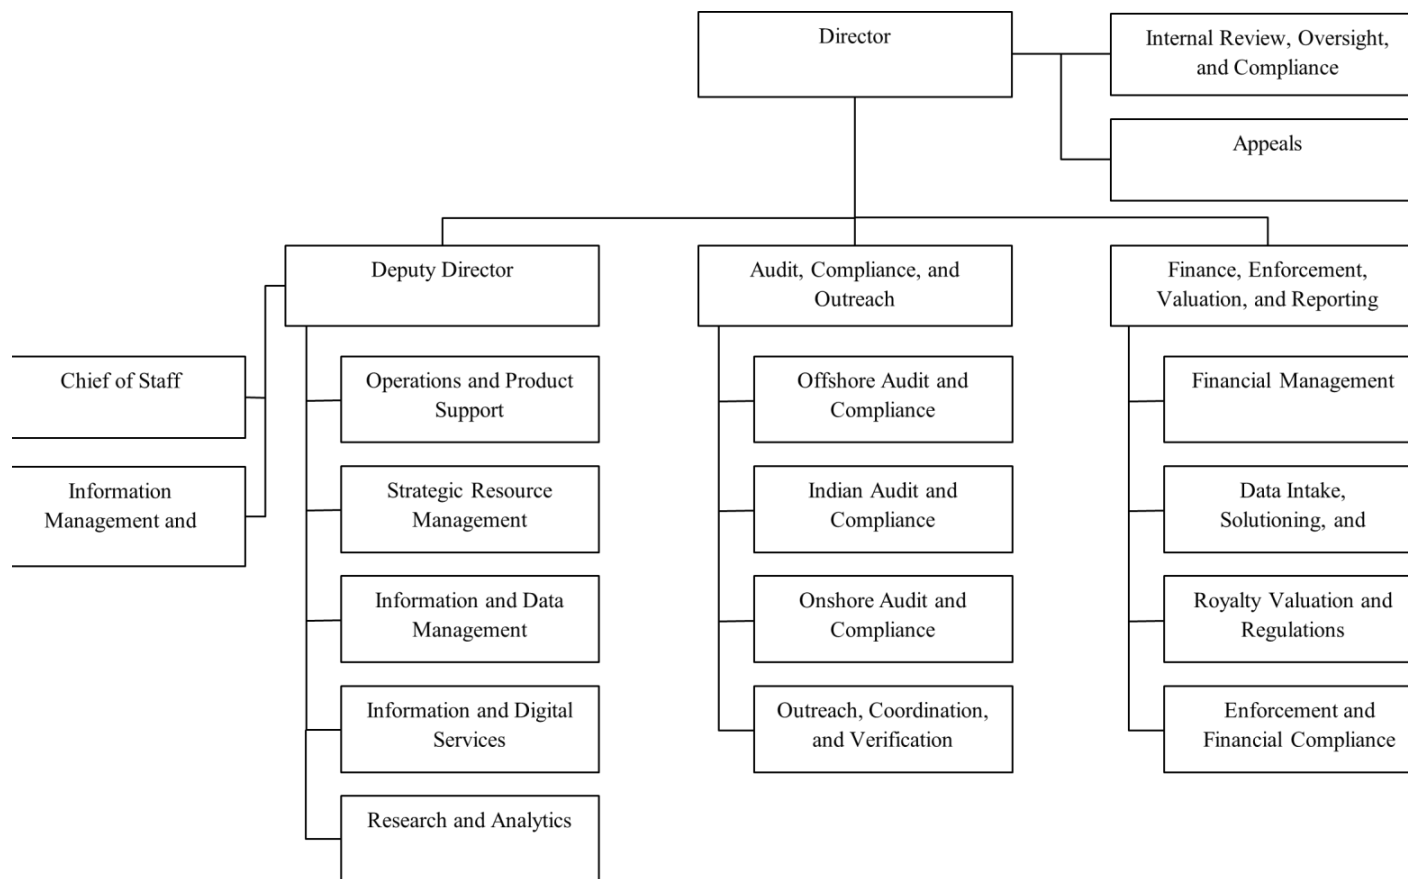 Director
Internal Review, Oversight,
and Compliance
Appeals
Deputy Director
Audit, Compliance, and
Outreach
Finance, Enforcement,
Valuation, and Reporting
Chief of Staff
Information
Management and
Operations and Product
Support
Strategic Resource
Management
Information and Data
Management
Information and Digital
Services
Research and Analytics
Offshore Audit and
Compliance
Indian Audit and
Compliance
Onshore Audit and
Compliance
Outreach, Coordination,
and Verification
Financial Management
Data Intake,
Solutioning, and
Royalty Valuation and
Regulations
Enforcement and
Financial Compliance